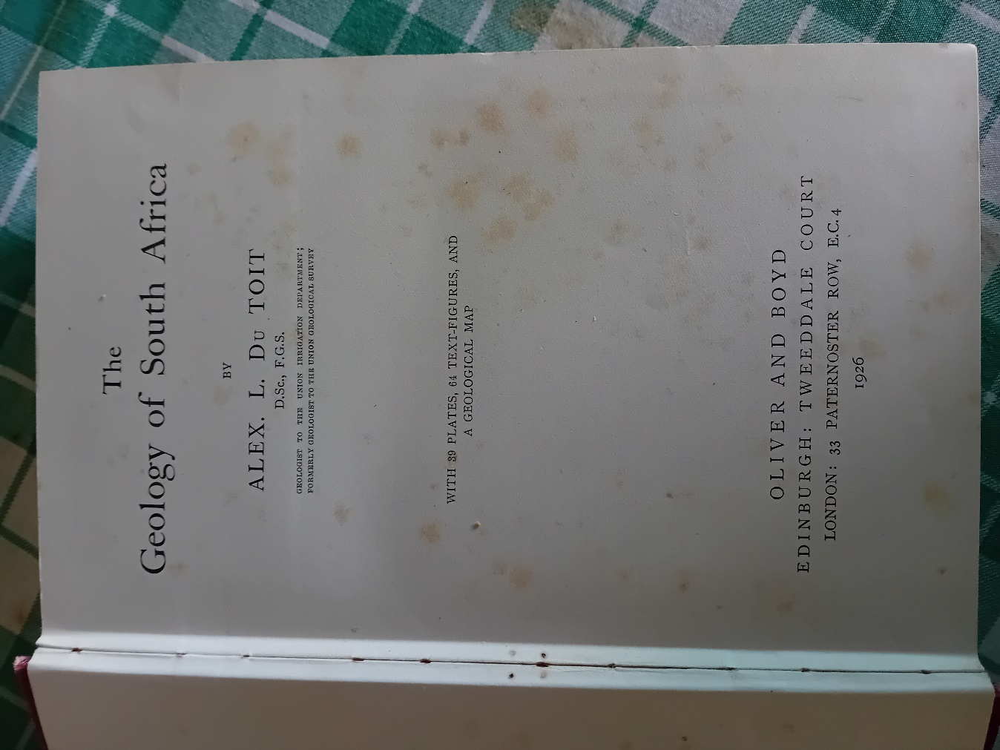 The
Geology of South Africa
BY
ALEX. L. DU TOIT
D.Sc., F.G.S.
GEOLOGIST TO THE UNION IRRIGATION DEPARTMENT;
FORMERLY GEOLOGIST TO THE UNION GEOLOGICAL SURVEY
WITH 39 PLATES, 64 TEXT-FIGURES, AND
A GEOLOGICAL MAP
OLIVER AND BOYD
EDINBURGH: TWEEDDALE COURT
LONDON: 33 PATERNOSTER ROW, E.C. 4
1926